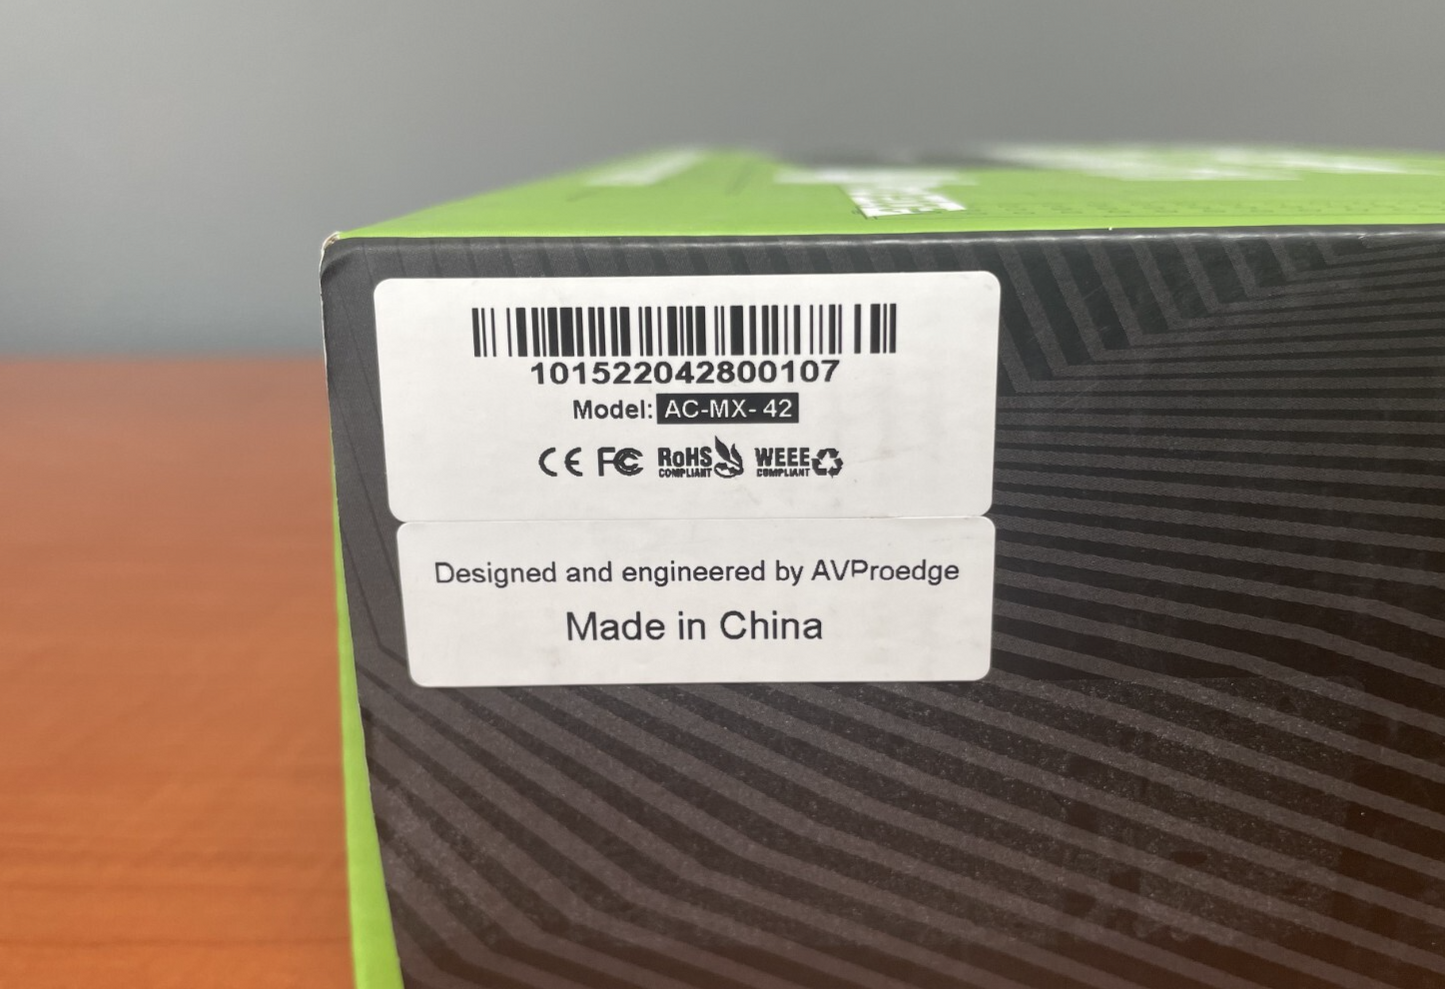 101522042800107
Model: AC-MX- 42
CE FC RoHS COMPLIANT WEEE COMPLIANT
Designed and engineered by AVProedge
Made in China